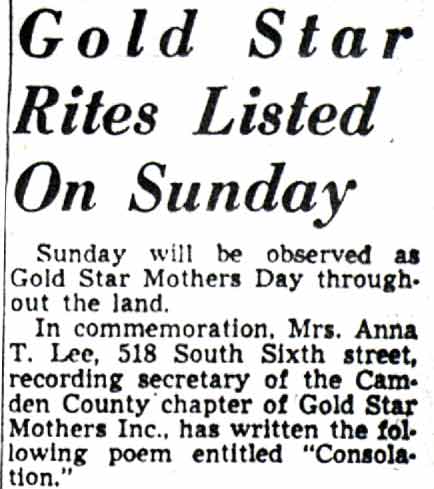 Gold Star
Rites Listed
On Sunday
Sunday will be observed as
Gold Star Mothers Day through-
out the land.
In commemoration, Mrs. Anna
T. Lee, 518 South Sixth street,
recording secretary of the Cam-
den County chapter of Gold Star
Mothers Inc., has written the fol-
lowing poem entitled "Consola-
tion."